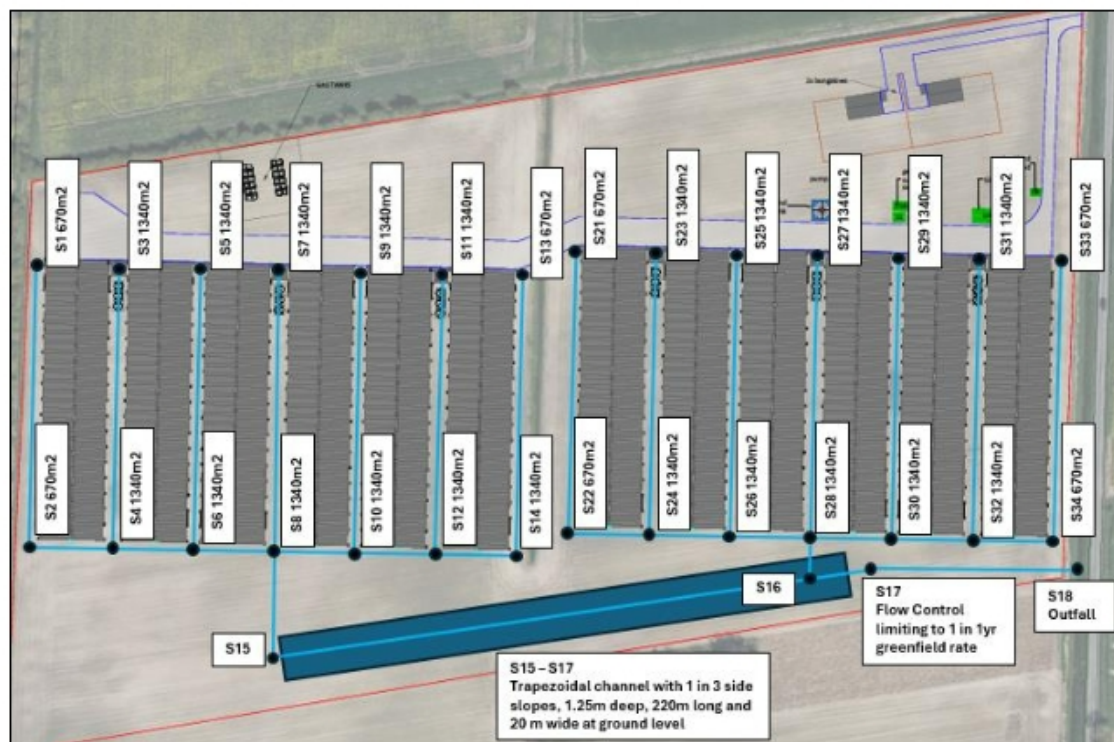 GAS TANKS
2x bungalows
S1 670m2
S3 1340m2
S5 1340m2
S7 1340m2
S9 1340m2
S11 1340m2
S13 670m2
S21 670m2
S23 1340m2
S25 1340m2
S27 1340m2
S29 1340m2
S31 1340m2
S33 670m2
S2 670m2
S4 1340m2
S6 1340m2
S8 1340m2
S10 1340m2
S12 1340m2
S14 1340m2
S22 670m2
S24 1340m2
S26 1340m2
S28 1340m2
S30 1340m2
S32 1340m2
S34 670m2
S15
S16
S17
Flow Control
limiting to 1 in 1yr
greenfield rate
S18
Outfall
S15 – S17
Trapezoidal channel with 1 in 3 side
slopes, 1.25m deep, 220m long and
20 m wide at ground level